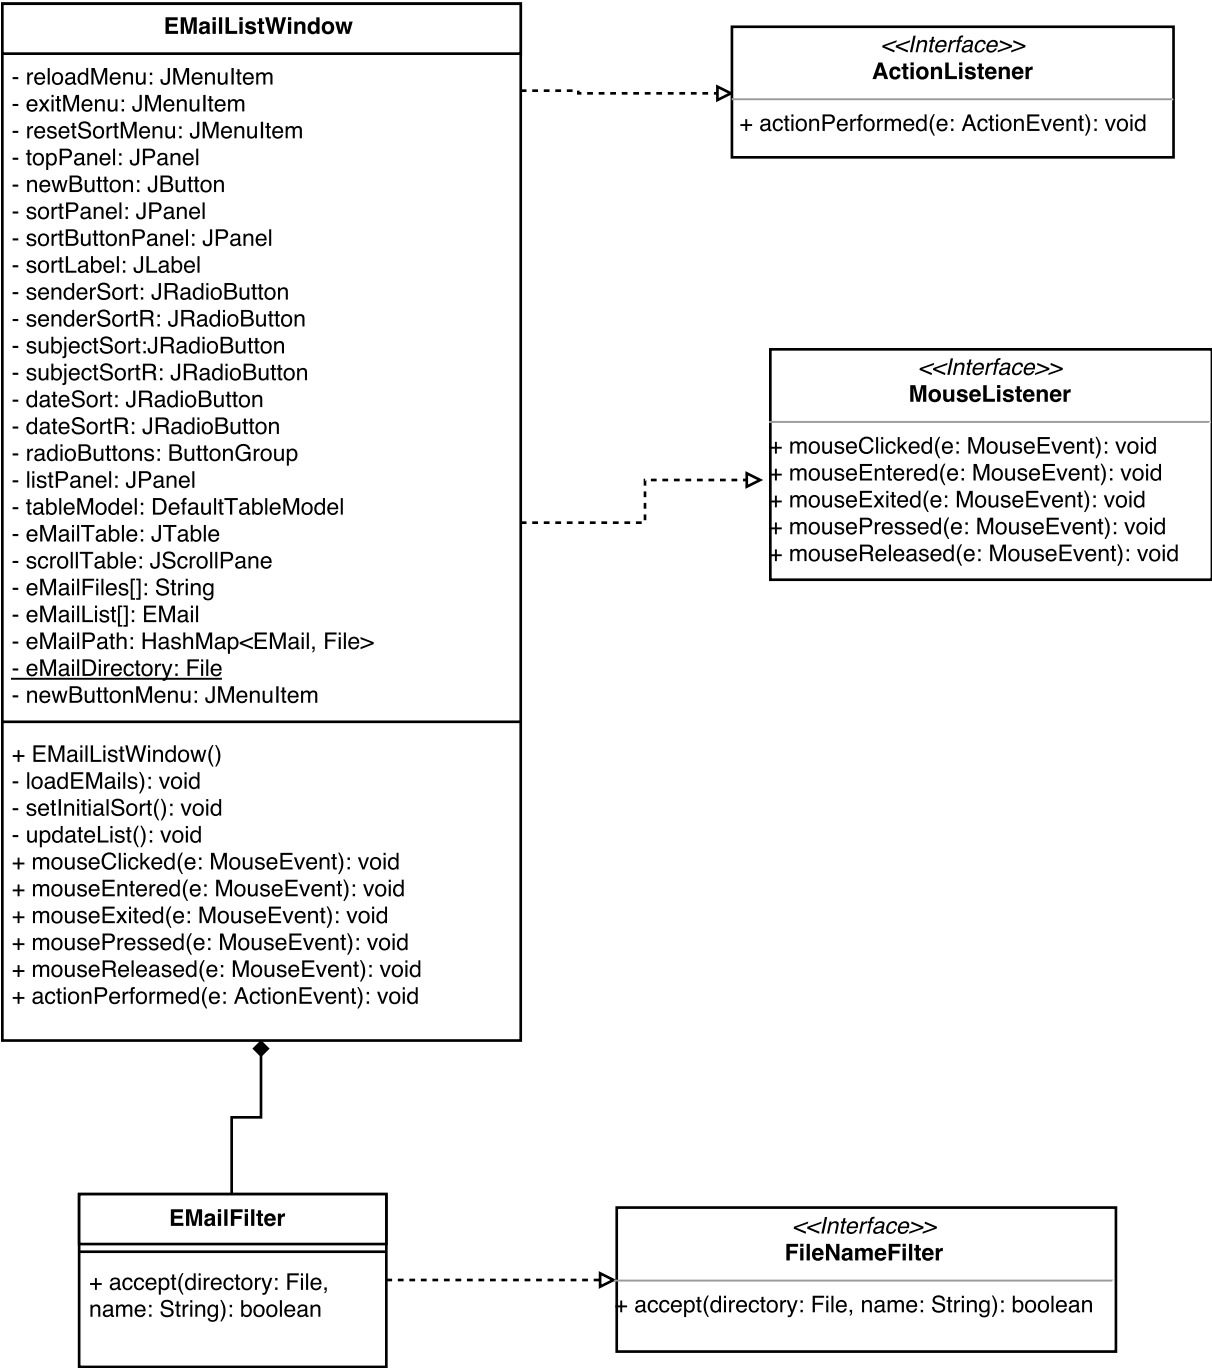 EMailListWindow
- reloadMenu: JMenuItem
- exitMenu: JMenuItem
- resetSortMenu: JMenuItem
- topPanel: JPanel
- newButton: JButton
- sortPanel: JPanel
- sortButtonPanel: JPanel
- sortLabel: JLabel
- senderSort: JRadioButton
- senderSortR: JRadioButton
- subjectSort:JRadioButton
- subjectSortR: JRadioButton
- dateSort: JRadioButton
- dateSortR: JRadioButton
- radioButtons: ButtonGroup
- listPanel: JPanel
- tableModel: DefaultTableModel
- eMailTable: JTable
- scrollTable: JScrollPane
- eMailFiles[]: String
- eMailList[]: EMail
- eMailPath: HashMap<EMail, File>
- eMailDirectory: File
- newButtonMenu: JMenuItem
+ EMailListWindow()
- loadEMails): void
- setInitialSort(): void
- updateList(): void
+ mouseClicked(e: MouseEvent): void
+ mouseEntered(e: MouseEvent): void
+ mouseExited(e: MouseEvent): void
+ mousePressed(e: MouseEvent): void
+ mouseReleased(e: MouseEvent): void
+ actionPerformed(e: ActionEvent): void
<<Interface>>
ActionListener
+ actionPerformed(e: ActionEvent): void
<<Interface>>
MouseListener
+ mouseClicked(e: MouseEvent): void
+ mouseEntered(e: MouseEvent): void
+ mouseExited(e: MouseEvent): void
+ mousePressed(e: MouseEvent): void
+ mouseReleased(e: MouseEvent): void
EMailFilter
+ accept(directory: File,
name: String): boolean
<<Interface>>
FileNameFilter
+ accept(directory: File, name: String): boolean